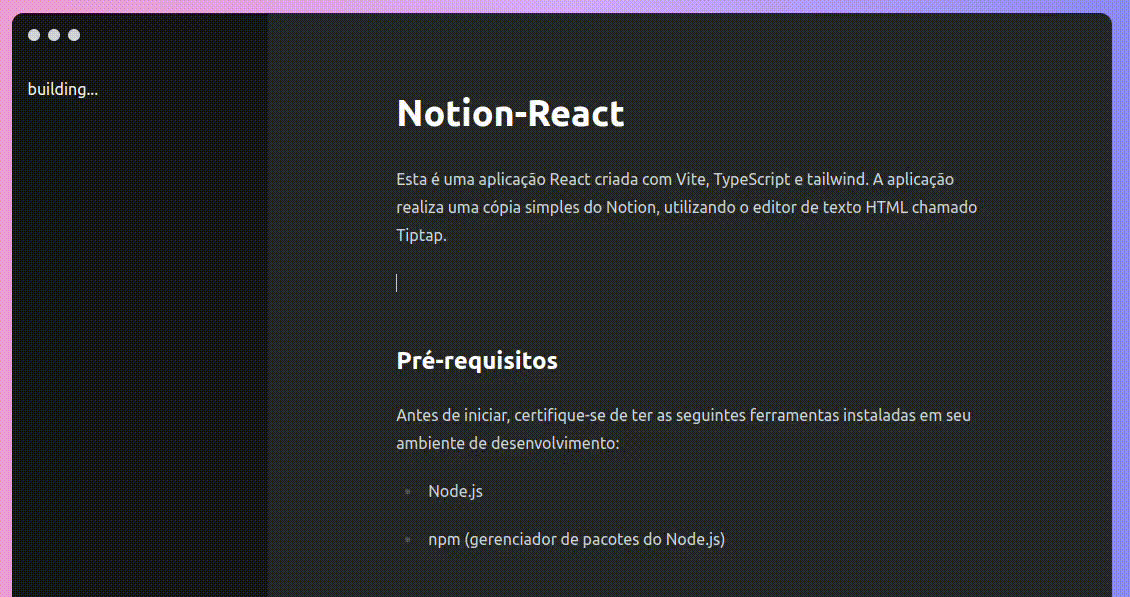 building...
Notion-React
Esta é uma aplicação React criada com Vite, TypeScript e tailwind. A aplicação
realiza uma cópia simples do Notion, utilizando o editor de texto HTML chamado
Tiptap.
Pré-requisitos
Antes de iniciar, certifique-se de ter as seguintes ferramentas instaladas em seu
ambiente de desenvolvimento:
Node.js
npm (gerenciador de pacotes do Node.js)